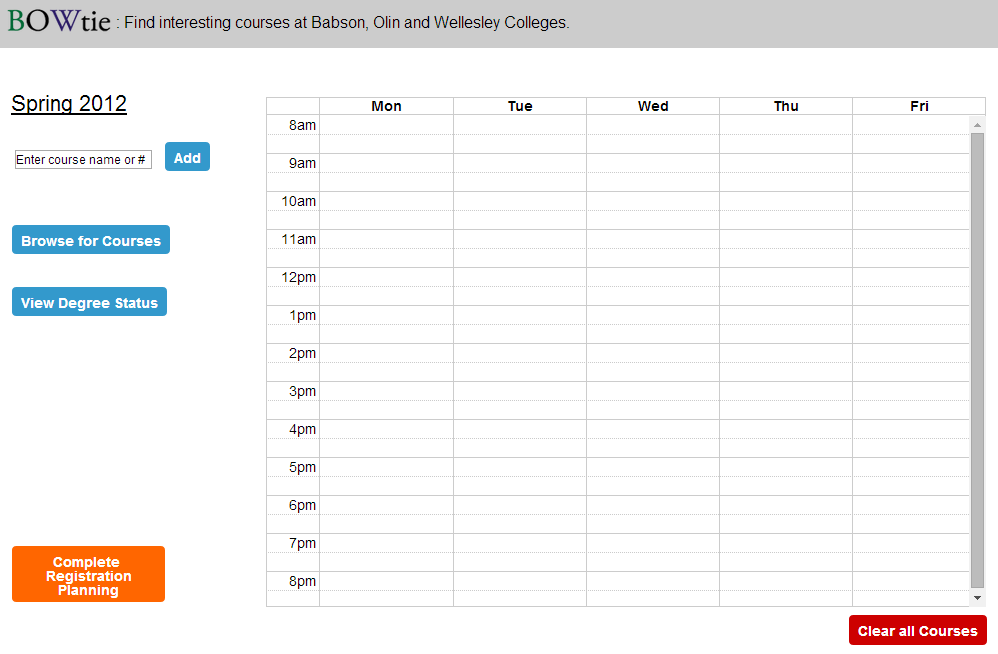 BOWtie : Find interesting courses at Babson, Olin and Wellesley Colleges.
Spring 2012
Enter course name or #
Add
Browse for Courses
View Degree Status
Complete
Registration
Planning
Mon Tue Wed Thu Fri
8am
9am
10am
11am
12pm
1pm
2pm
3pm
4pm
5pm
6pm
7pm
8pm
Clear all Courses